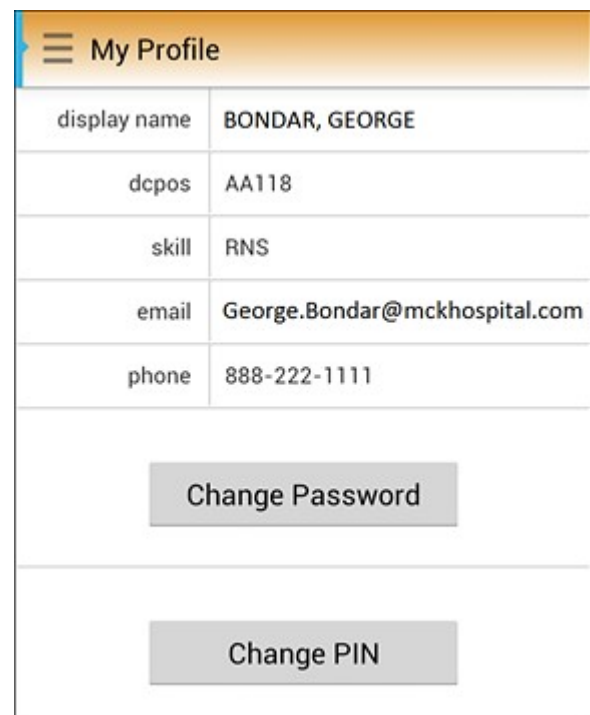 My Profile
display name BONDAR, GEORGE
dcpos AA118
skill RNS
email George.Bondar@mckhospital.com
phone 888-222-1111
Change Password
Change PIN